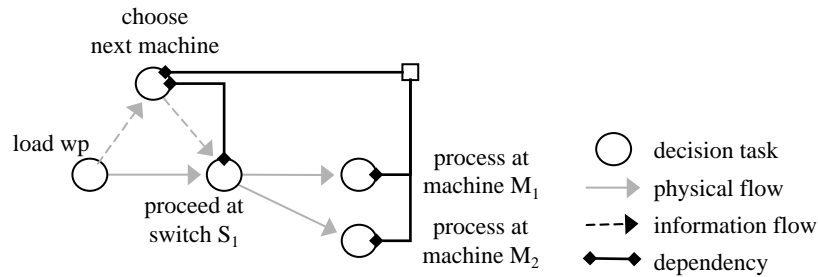 choose
next machine
load wp
proceed at
switch S₁
process at
machine M₁
process at
machine M₂
decision task
physical flow
information flow
dependency